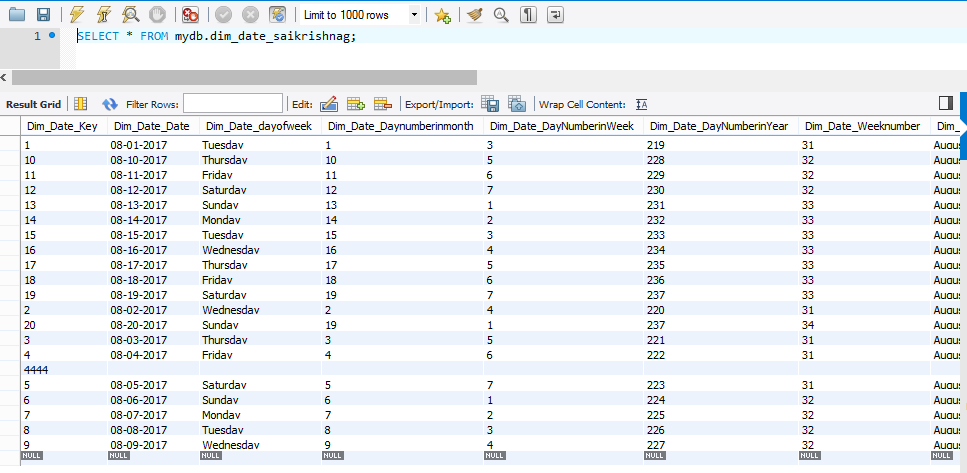 Limit to 1000 rows
1 SELECT * FROM mydb.dim_date_saikrishnag;
Result Grid Filter Rows: Edit: Export/Import: Wrap Cell Content:
Dim_Date_Key Dim_Date_Date Dim_Date_dayofweek Dim_Date_Daynumberinmonth Dim_Date_DayNumberinWeek Dim_Date_DayNumberinYear Dim_Date_Weeknumber Dim_
1 08-01-2017 Tuesday 1 3 219 31 Augus
10 08-10-2017 Thursday 10 5 228 32 Augus
11 08-11-2017 Friday 11 6 229 32 Augus
12 08-12-2017 Saturday 12 7 230 32 Augus
13 08-13-2017 Sunday 13 1 231 33 Augus
14 08-14-2017 Monday 14 2 232 33 Augus
15 08-15-2017 Tuesday 15 3 233 33 Augus
16 08-16-2017 Wednesday 16 4 234 33 Augus
17 08-17-2017 Thursday 17 5 235 33 Augus
18 08-18-2017 Friday 18 6 236 33 Augus
19 08-19-2017 Saturday 19 7 237 33 Augus
2 08-02-2017 Wednesday 2 4 220 31 Augus
20 08-20-2017 Sunday 19 1 237 34 Augus
3 08-03-2017 Thursday 3 5 221 31 Augus
4 08-04-2017 Friday 4 6 222 31 Augus
4444
5 08-05-2017 Saturday 5 7 223 31 Augus
6 08-06-2017 Sunday 6 1 224 32 Augus
7 08-07-2017 Monday 7 2 225 32 Augus
8 08-08-2017 Tuesday 8 3 226 32 Augus
9 08-09-2017 Wednesday 9 4 227 32 Augus
NULL NULL NULL NULL NULL NULL NULL NULL